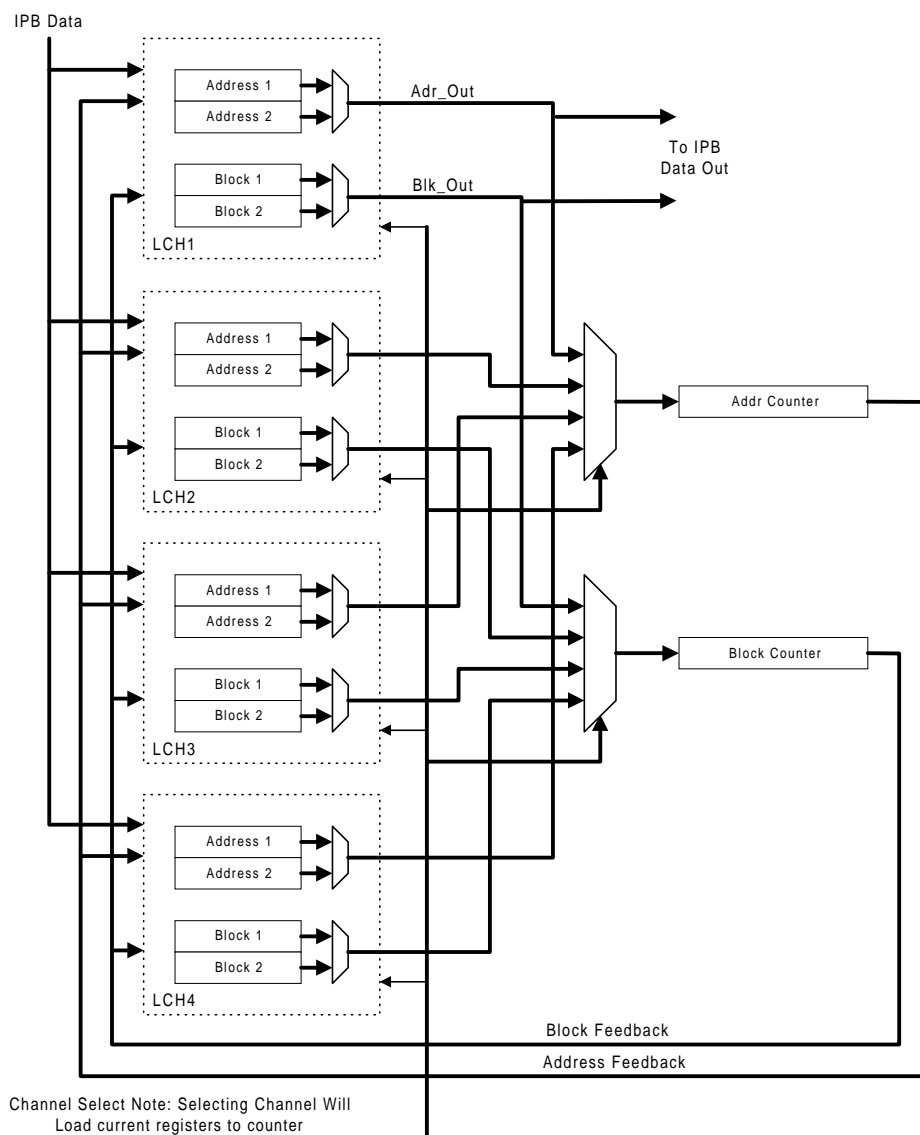 IPB Data
Address 1
Address 2
Adr_Out
To IPB
Data Out
Block 1
Block 2
Blk_Out
LCH1
Address 1
Address 2
Addr Counter
Block 1
Block 2
LCH2
Address 1
Address 2
Block Counter
Block 1
Block 2
LCH3
Address 1
Address 2
Block 1
Block 2
LCH4
Block Feedback
Address Feedback
Channel Select Note: Selecting Channel Will
Load current registers to counter